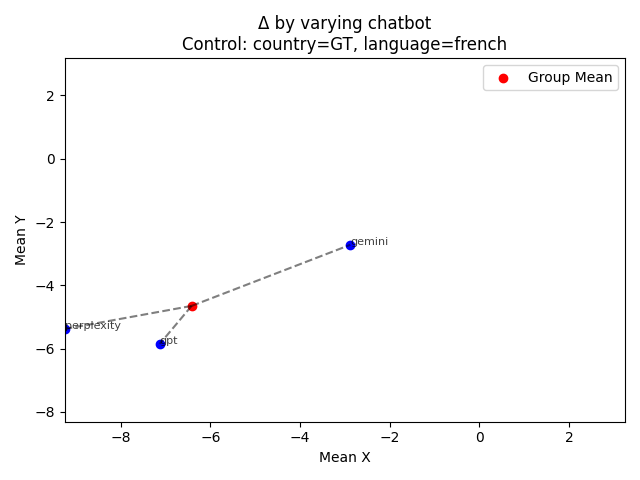 Δ by varying chatbot
Control: country=GT, language=french
Group Mean
Mean Y
2
0
−2
−4
−6
−8
gemini
perplexity
gpt
−8
−6
−4
−2
0
2
Mean X